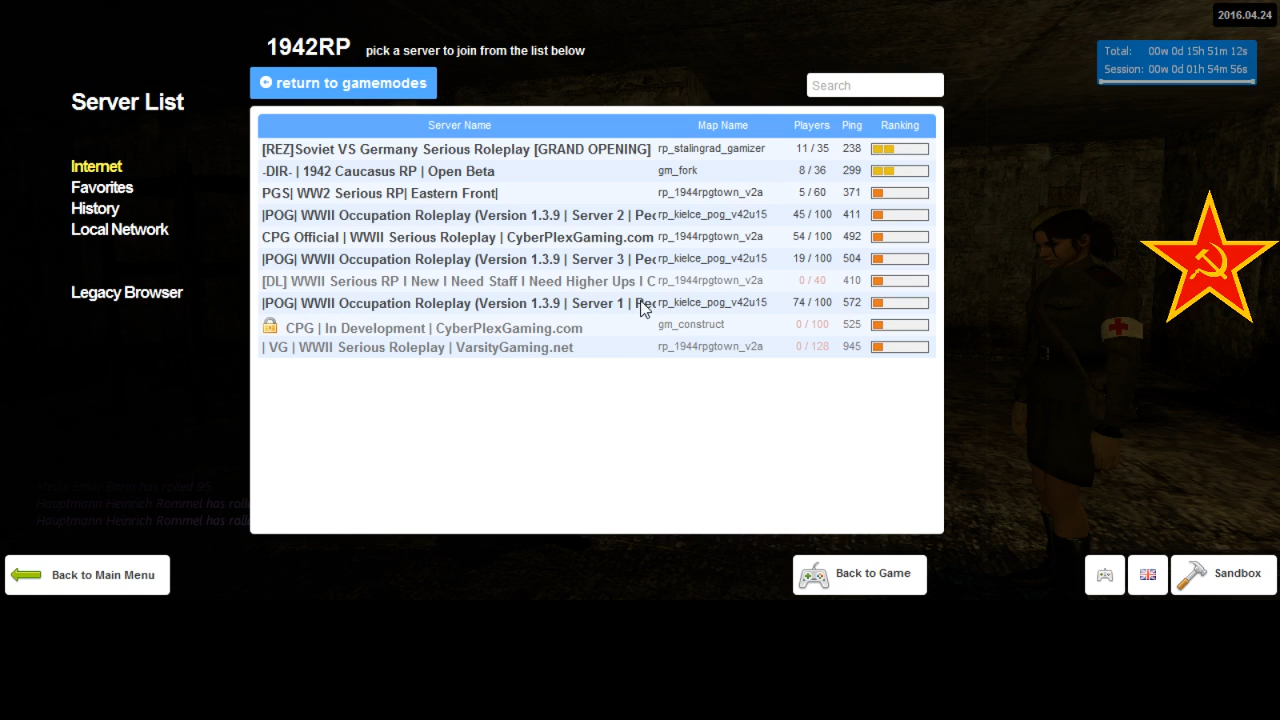 2016.04.24
1942RP pick a server to join from the list below
Total: 00w 0d 15h 51m 12s
Session: 00w 0d 01h 54m 56s
return to gamemodes
Search
Server List
Server Name Map Name Players Ping Ranking
[REZ]Soviet VS Germany Serious Roleplay [GRAND OPENING] rp_stalingrad_gamizer 11 / 35 238
-DIR- | 1942 Caucasus RP | Open Beta gm_fork 8 / 36 299
PGS| WW2 Serious RP| Eastern Front| rp_1944rpgtown_v2a 5 / 60 371
|POG| WWII Occupation Roleplay (Version 1.3.9 | Server 2 | Pec rp_kielce_pog_v42u15 45 / 100 411
CPG Official | WWII Serious Roleplay | CyberPlexGaming.com rp_1944rpgtown_v2a 54 / 100 492
|POG| WWII Occupation Roleplay (Version 1.3.9 | Server 3 | Pec rp_kielce_pog_v42u15 19 / 100 504
[DL] WWII Serious RP I New I Need Staff I Need Higher Ups I C rp_1944rpgtown_v2a 0 / 40 410
|POG| WWII Occupation Roleplay (Version 1.3.9 | Server 1 | Pec rp_kielce_pog_v42u15 74 / 100 572
CPG | In Development | CyberPlexGaming.com gm_construct 0 / 100 525
| VG | WWII Serious Roleplay | VarsityGaming.net rp_1944rpgtown_v2a 0 / 128 945
Internet
Favorites
History
Local Network
Legacy Browser
has rolled 95
Hauptmann Heinrich Rommel has roll
Hauptmann Heinrich Rommel has roll
Back to Main Menu
Back to Game
Sandbox